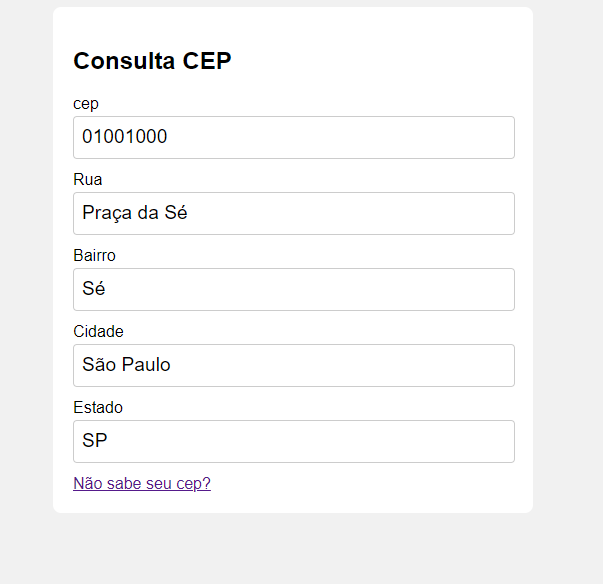 Consulta CEP
cep
01001000
Rua
Praça da Sé
Bairro
Sé
Cidade
São Paulo
Estado
SP
Não sabe seu cep?